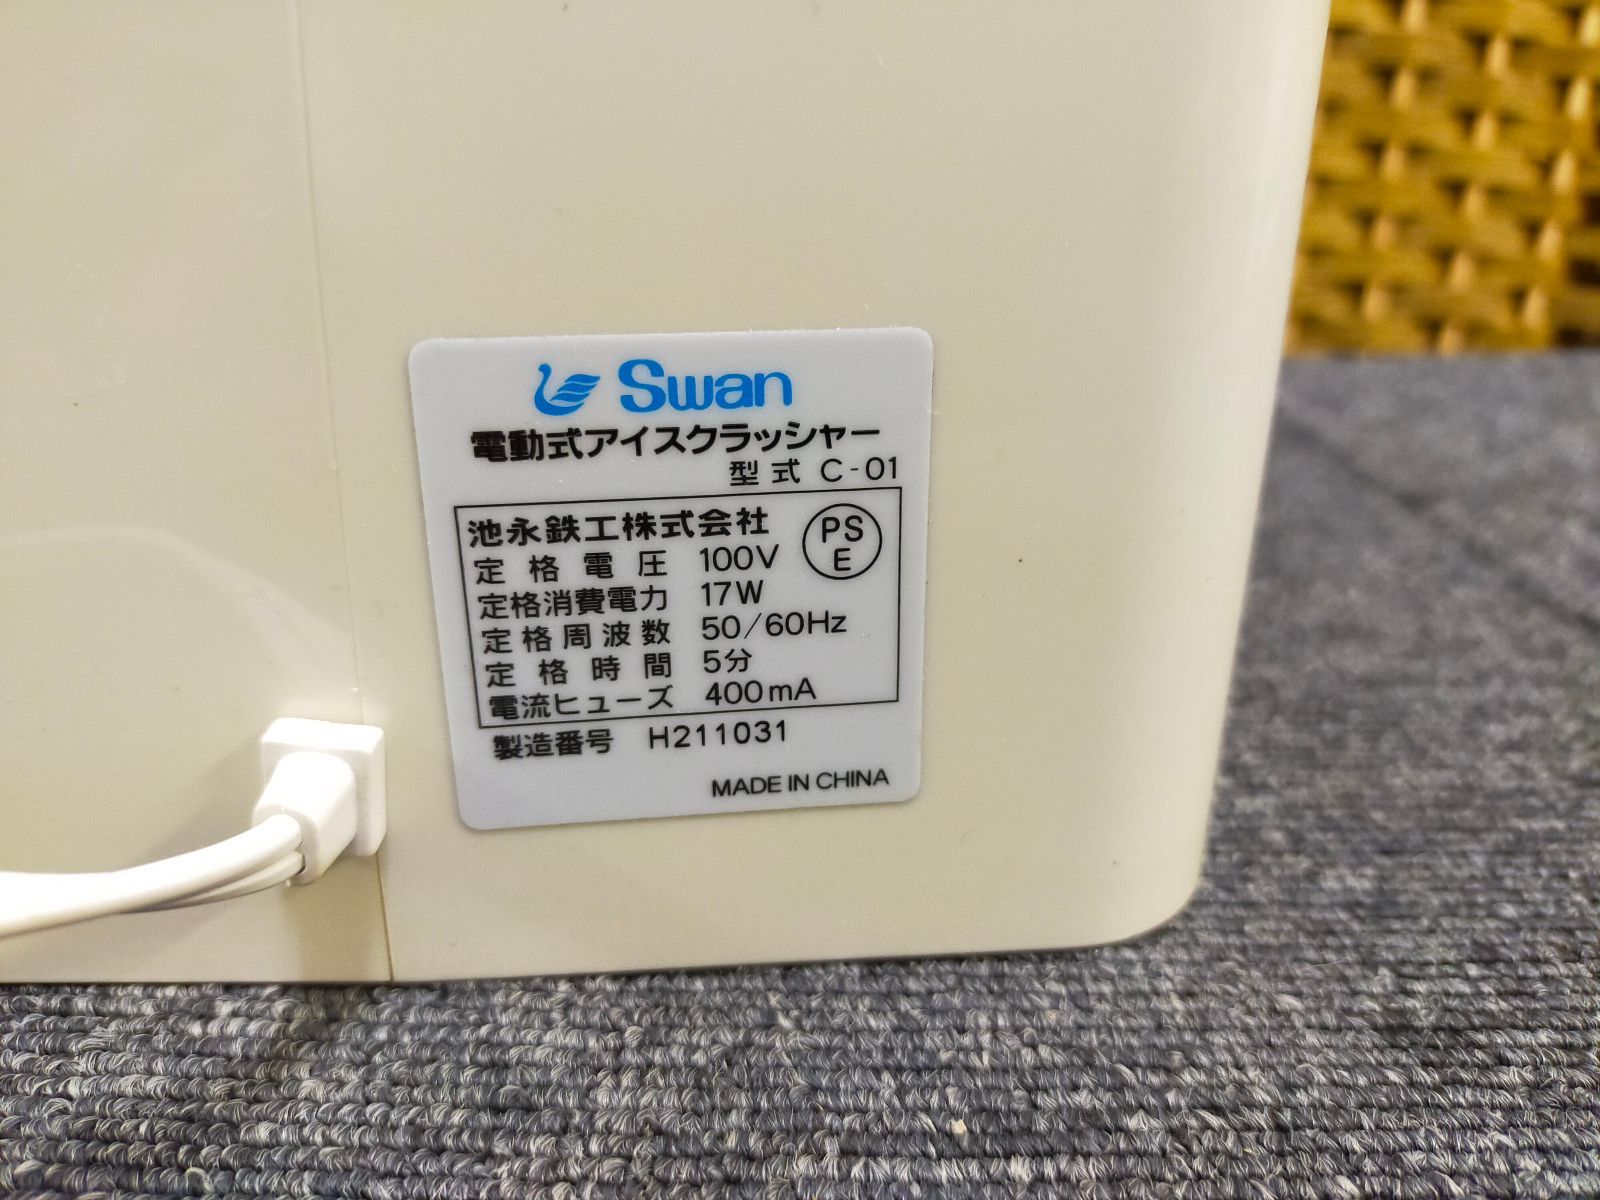 Swan
電動式アイスクラッシャー
型式 C-01
池永鉄工株式会社
PS
E
定格電圧 100V
定格消費電力 17W
定格周波数 50/60Hz
定格時間 5分
電流ヒューズ 400mA
製造番号 H211031
MADE IN CHINA